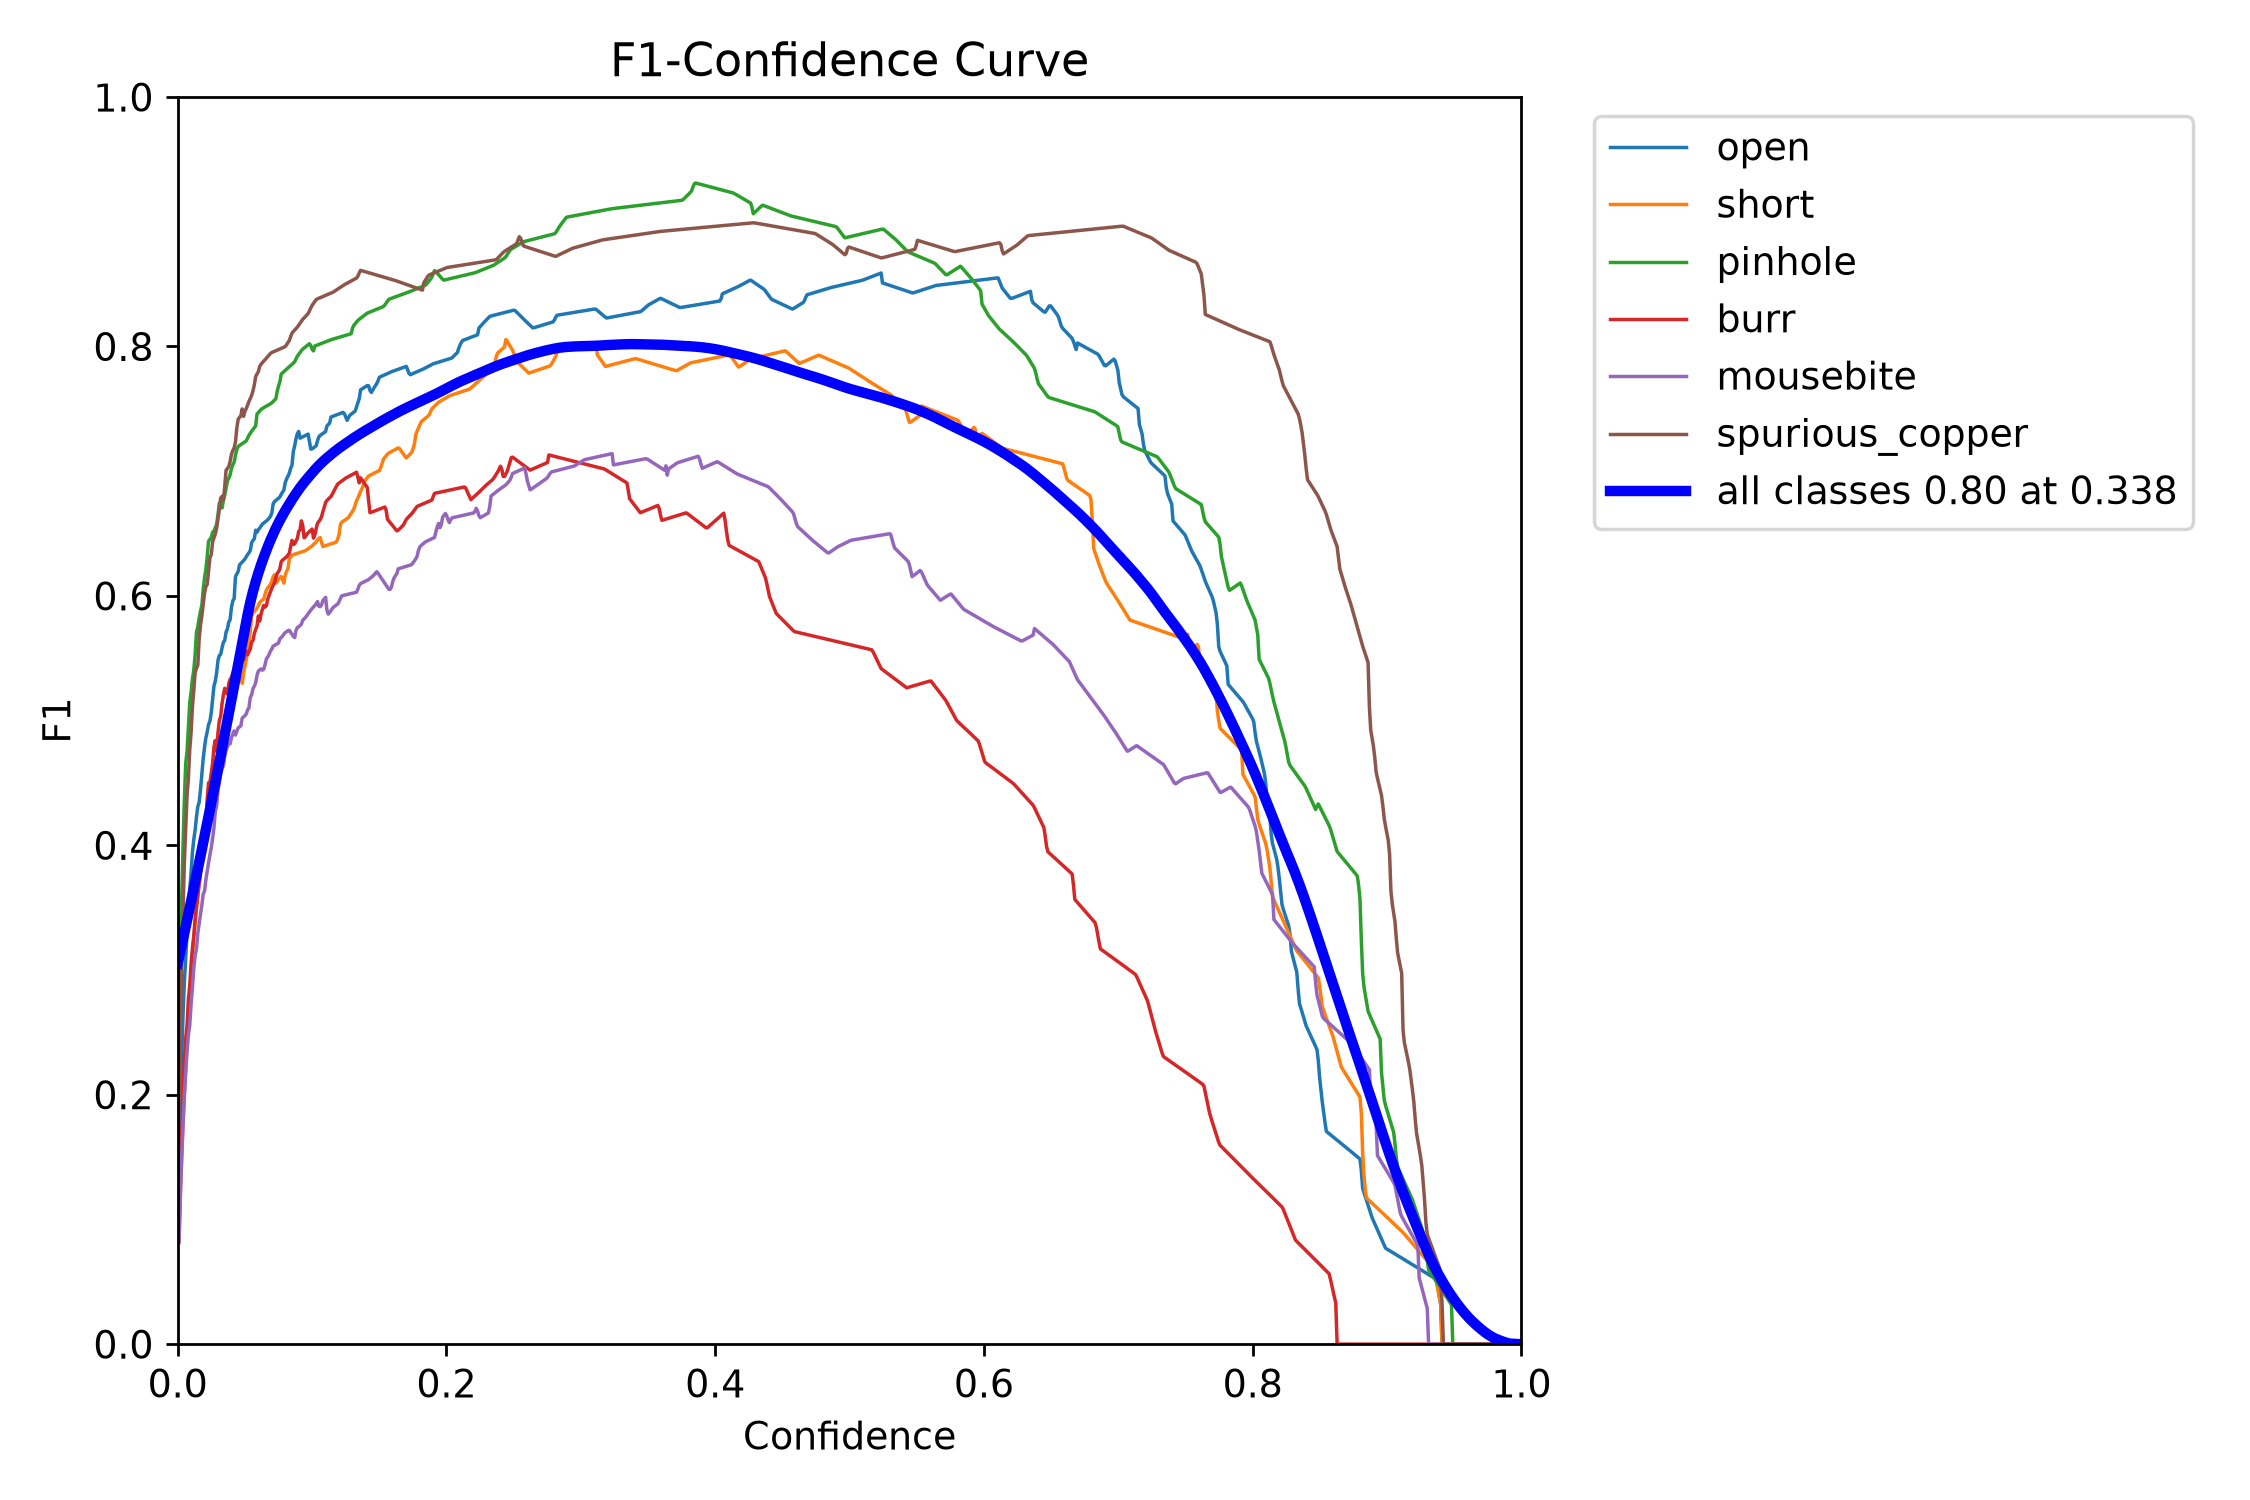 F1-Confidence Curve
1.0
0.8
0.6
0.4
0.2
0.0
F1
0.0 0.2 0.4 0.6 0.8 1.0
Confidence
open
short
pinhole
burr
mousebite
spurious_copper
all classes 0.80 at 0.338